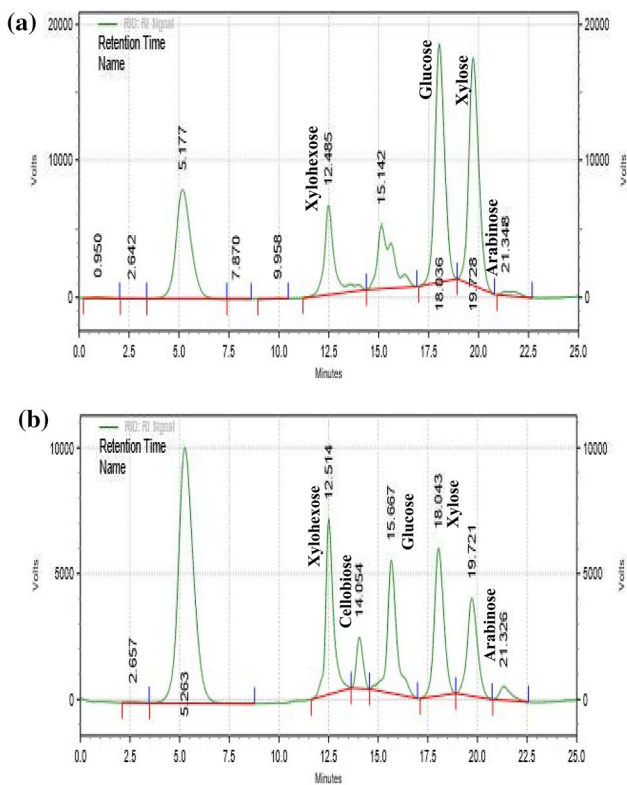 (a)
RID: RI Signal
Retention Time
Name
Volts
Volts
20000
10000
0
20000
10000
0
0.950
2.642
5.177
7.870
9.958
Xylohexose
12.485
15.142
Glucose
18.036
Xylose
19.728
Arabinose
21.348
0.0 2.5 5.0 7.5 10.0 12.5 15.0 17.5 20.0 22.5 25.0
Minutes
(b)
RID: RI Signal
Retention Time
Name
Volts
Volts
10000
5000
0
10000
5000
0
2.657
5.263
Xylohexose
12.514
Cellobiose
14.054
15.667
Glucose
18.043
Xylose
19.721
Arabinose
21.326
0.0 2.5 5.0 7.5 10.0 12.5 15.0 17.5 20.0 22.5 25.0
Minutes